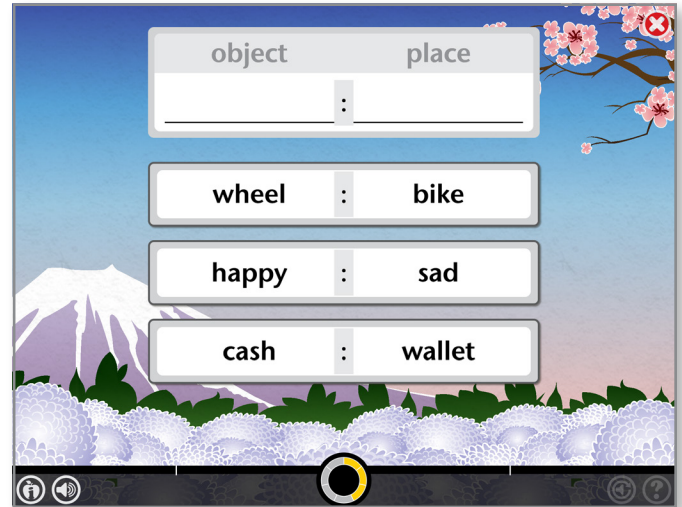 object place
:
wheel : bike
happy : sad
cash : wallet